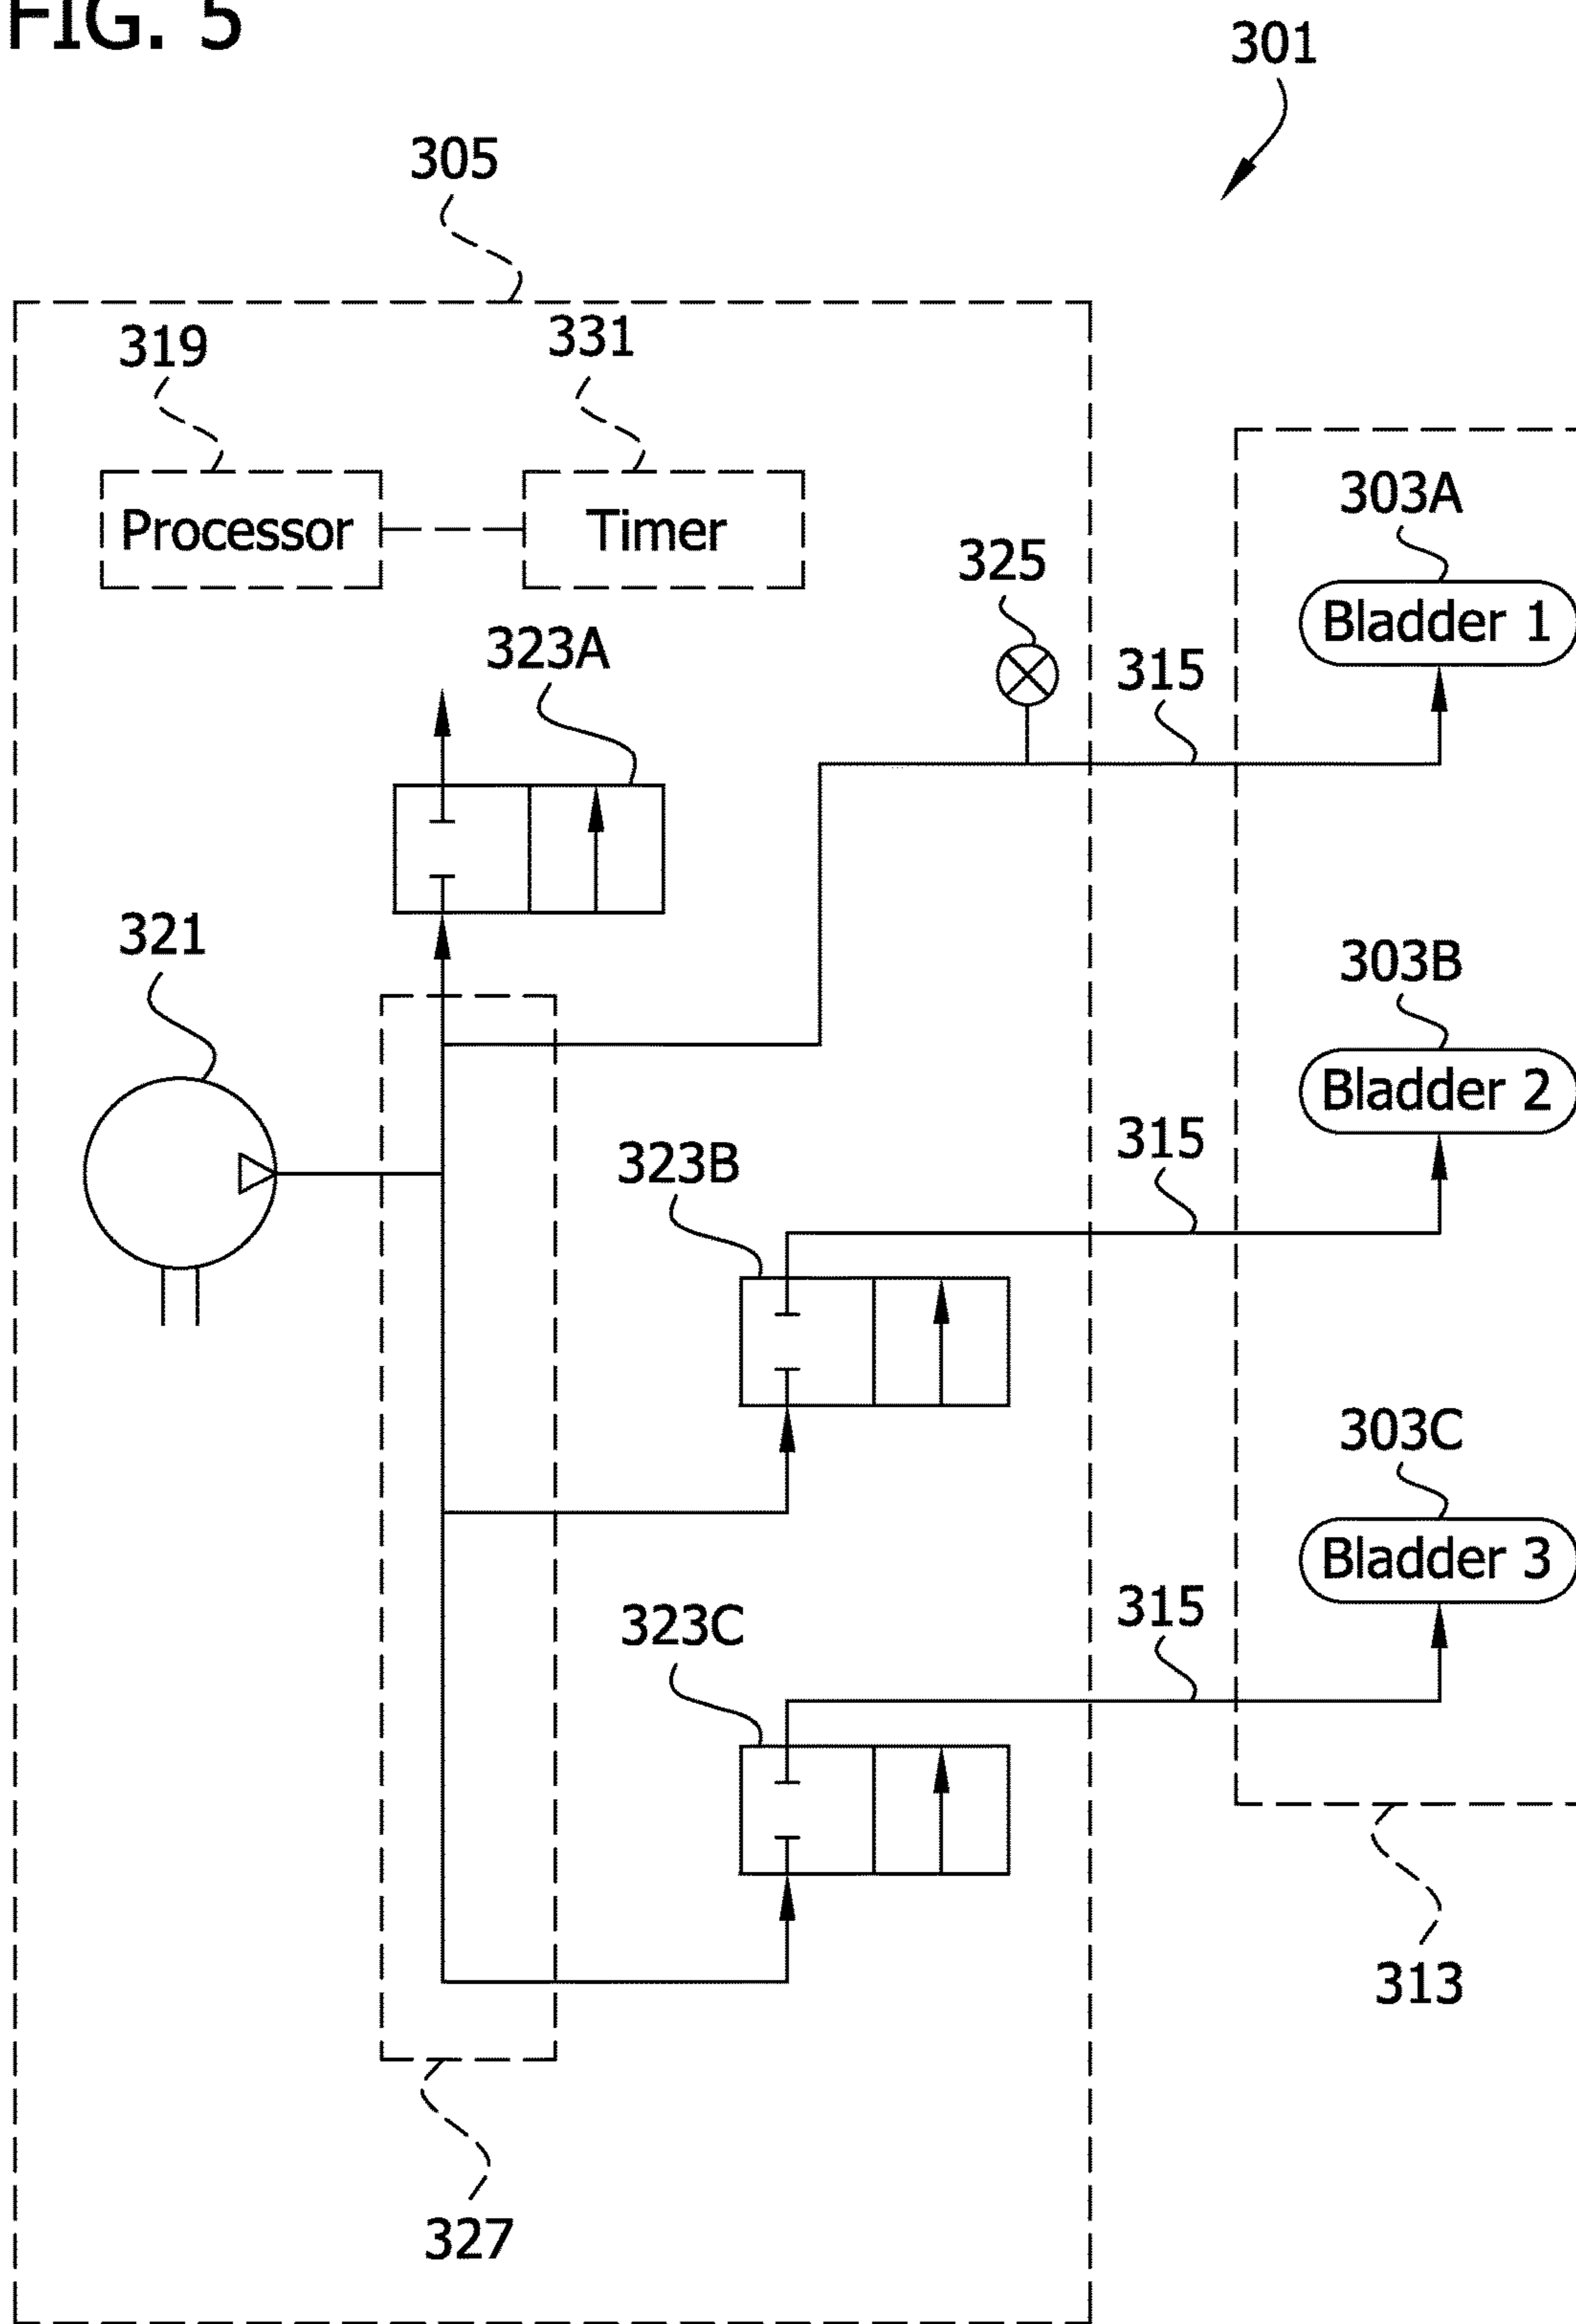 FIG. 5
301
305
319
331
Processor
Timer
303A
325
Bladder 1
323A
315
321
303B
Bladder 2
315
323B
303C
Bladder 3
315
323C
313
327